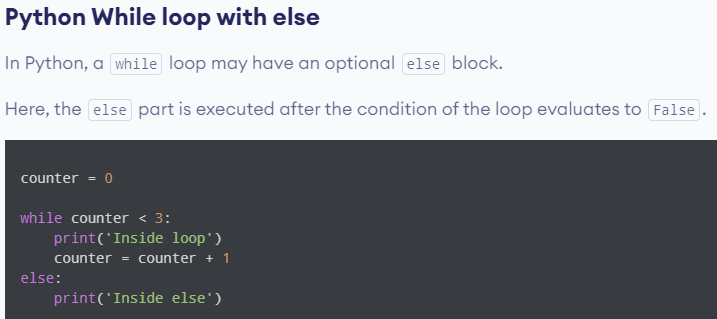 Python While loop with else
In Python, a while loop may have an optional else block.
Here, the else part is executed after the condition of the loop evaluates to False.
counter = 0
while counter < 3:
    print('Inside loop')
    counter = counter + 1
else:
    print('Inside else')